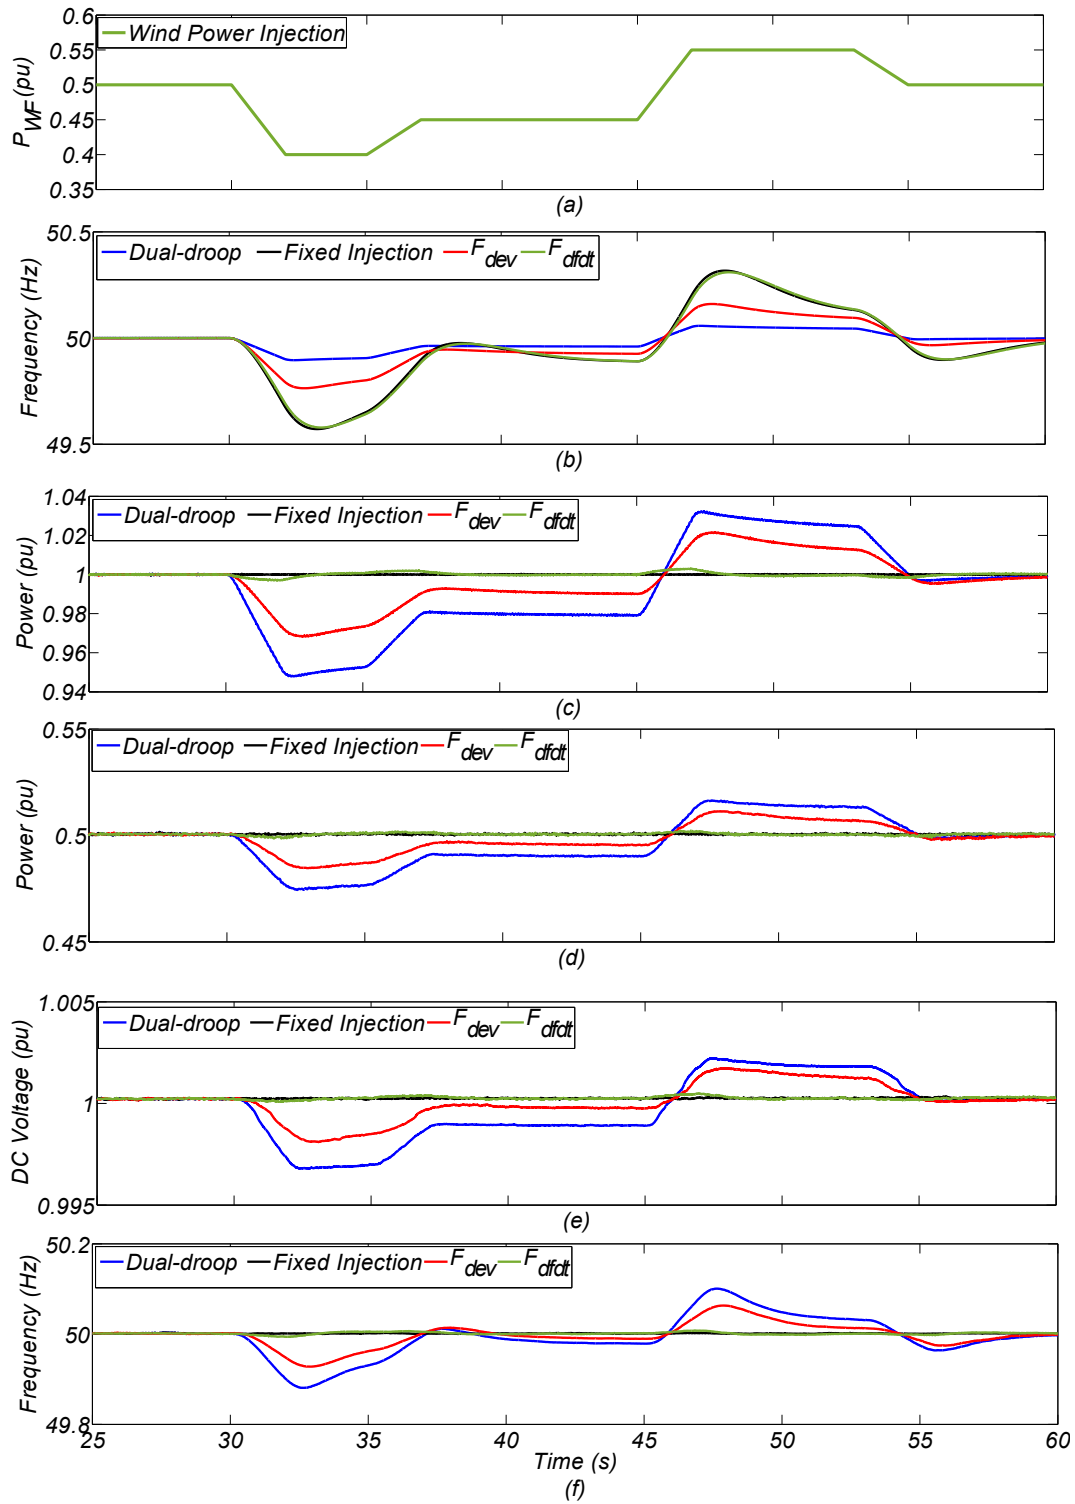 0.6
Wind Power Injection
0.55
0.5
0.45
0.4
0.35
P_WF(pu)
(a)
50.5
Dual-droop Fixed Injection F_dev F_dfdt
50
49.5
Frequency (Hz)
(b)
1.04
Dual-droop Fixed Injection F_dev F_dfdt
1.02
1
0.98
0.96
0.94
Power (pu)
(c)
0.55
Dual-droop Fixed Injection F_dev F_dfdt
0.5
0.45
Power (pu)
(d)
1.005
Dual-droop Fixed Injection F_dev F_dfdt
1
0.995
DC Voltage (pu)
(e)
50.2
Dual-droop Fixed Injection F_dev F_dfdt
50
49.8
Frequency (Hz)
25 30 35 40 45 50 55 60
Time (s)
(f)